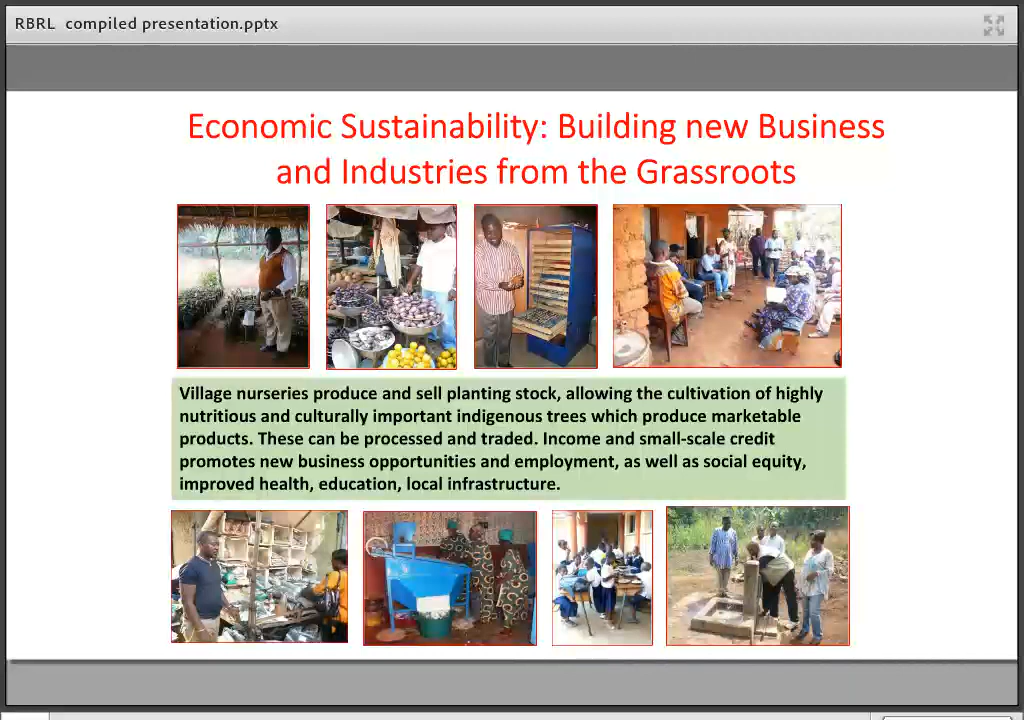 RBRL  compiled presentation.pptx
Economic Sustainability: Building new Business
and Industries from the Grassroots
Village nurseries produce and sell planting stock, allowing the cultivation of highly
nutritious and culturally important indigenous trees which produce marketable
products. These can be processed and traded. Income and small-scale credit
promotes new business opportunities and employment, as well as social equity,
improved health, education, local infrastructure.